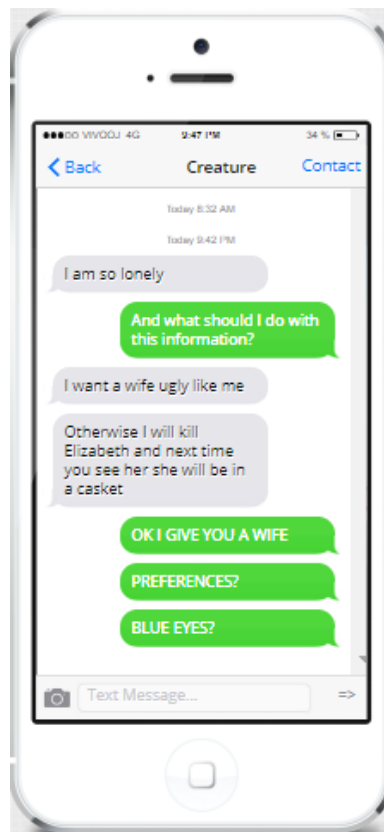 VIVOOJ 4G 9:47 PM 34 %
Back Creature Contact
Today 8:32 AM
Today 9:42 PM
I am so lonely
And what should I do with
this information?
I want a wife ugly like me
Otherwise I will kill
Elizabeth and next time
you see her she will be in
a casket
OK I GIVE YOU A WIFE
PREFERENCES?
BLUE EYES?
Text Message... =>